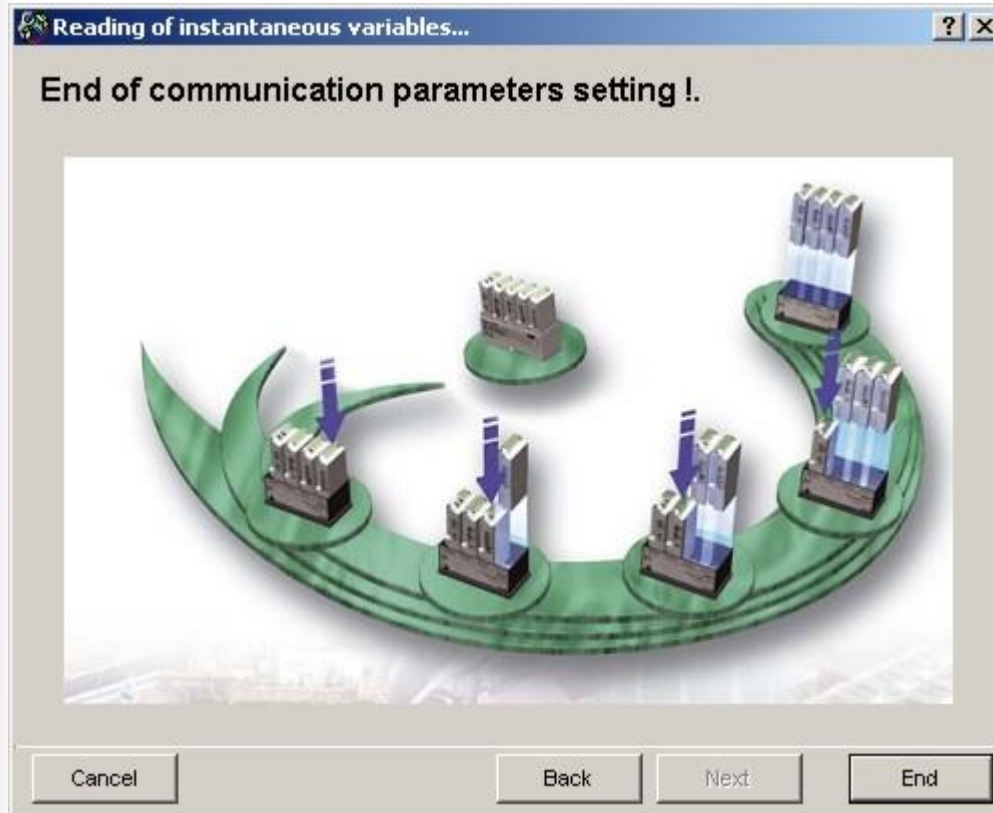 Reading of instantaneous variables...
End of communication parameters setting !.
Cancel Back Next End